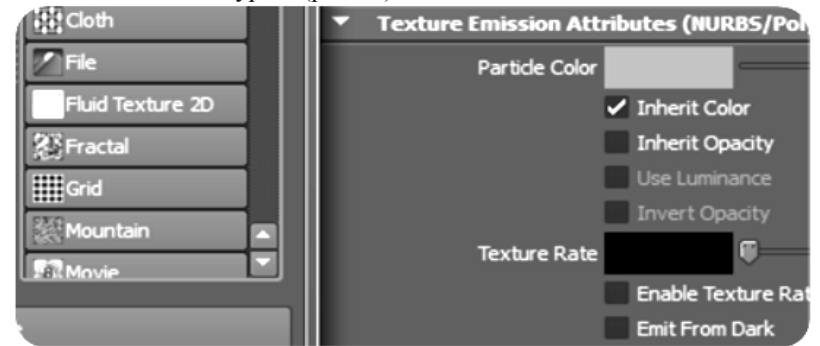 Cloth
File
Fluid Texture 2D
Fractal
Grid
Mountain
Movie
Texture Emission Attributes (NURBS/Poly
Particle Color
Inherit Color
Inherit Opacity
Use Luminance
Invert Opacity
Texture Rate
Enable Texture Rat
Emit From Dark